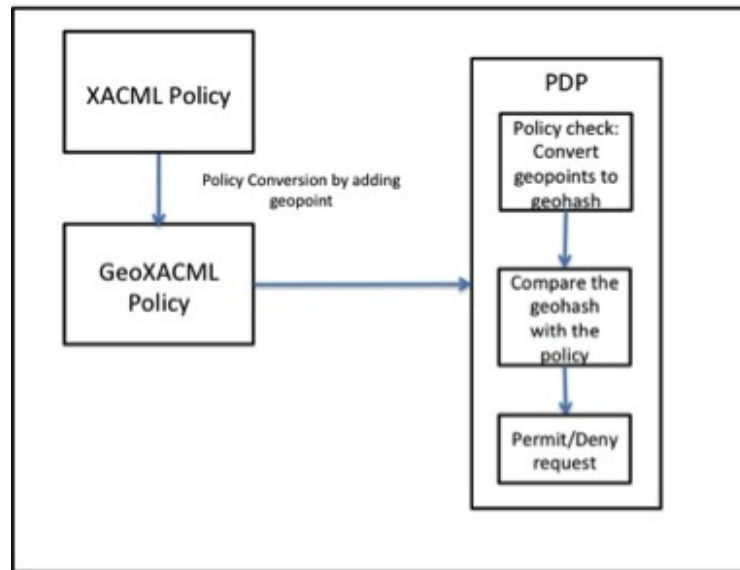 XACML Policy
Policy Conversion by adding
geopoint
GeoXACML
Policy
PDP
Policy check:
Convert
geopoints to
geohash
Compare the
geohash
with the
policy
Permit/Deny
request